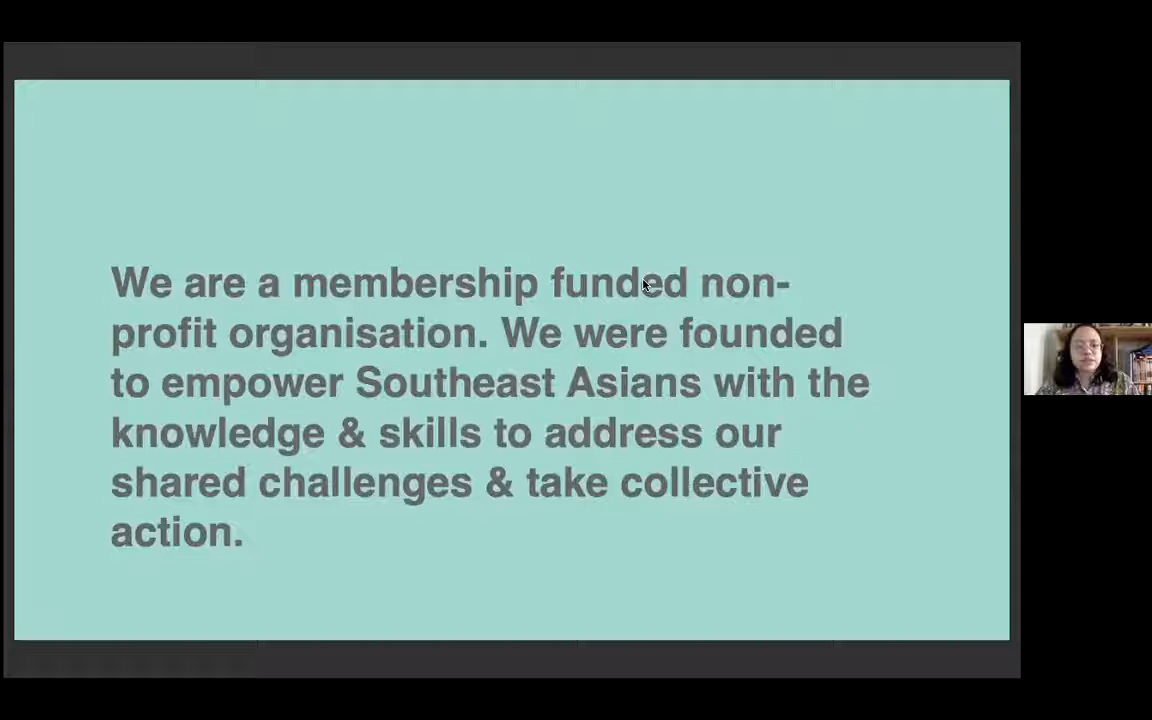 We are a membership funded non-
profit organisation. We were founded
to empower Southeast Asians with the
knowledge & skills to address our
shared challenges & take collective
action.